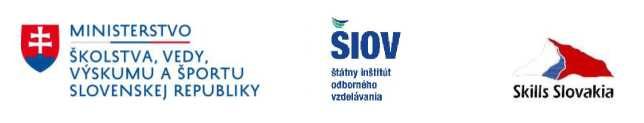 MINISTERSTVO
ŠKOLSTVA, VEDY,
VÝSKUMU A ŠPORTU
SLOVENSKEJ REPUBLIKY
ŠIOV
štátny inštitút
odborného
vzdelávania
Skills Slovakia